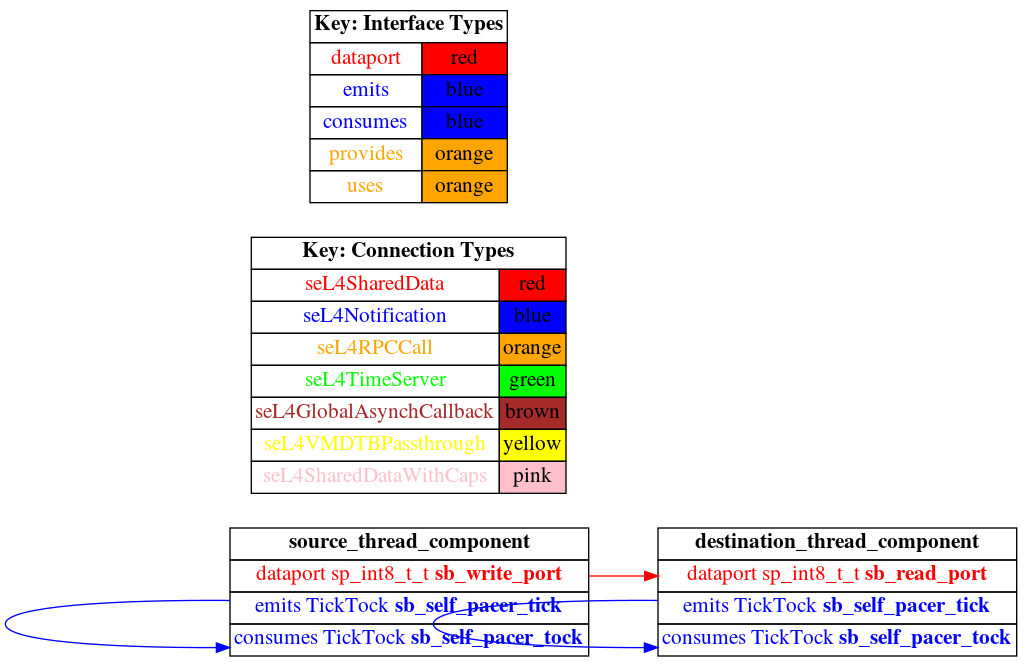 Key: Interface Types
dataport red
emits blue
consumes blue
provides orange
uses orange
Key: Connection Types
seL4SharedData red
seL4Notification blue
seL4RPCCall orange
seL4TimeServer green
seL4GlobalAsynchCallback brown
seL4VMDTBPassthrough yellow
seL4SharedDataWithCaps pink
source_thread_component
dataport sp_int8_t_t sb_write_port
emits TickTock sb_self_pacer_tick
consumes TickTock sb_self_pacer_tock
destination_thread_component
dataport sp_int8_t_t sb_read_port
emits TickTock sb_self_pacer_tick
consumes TickTock sb_self_pacer_tock